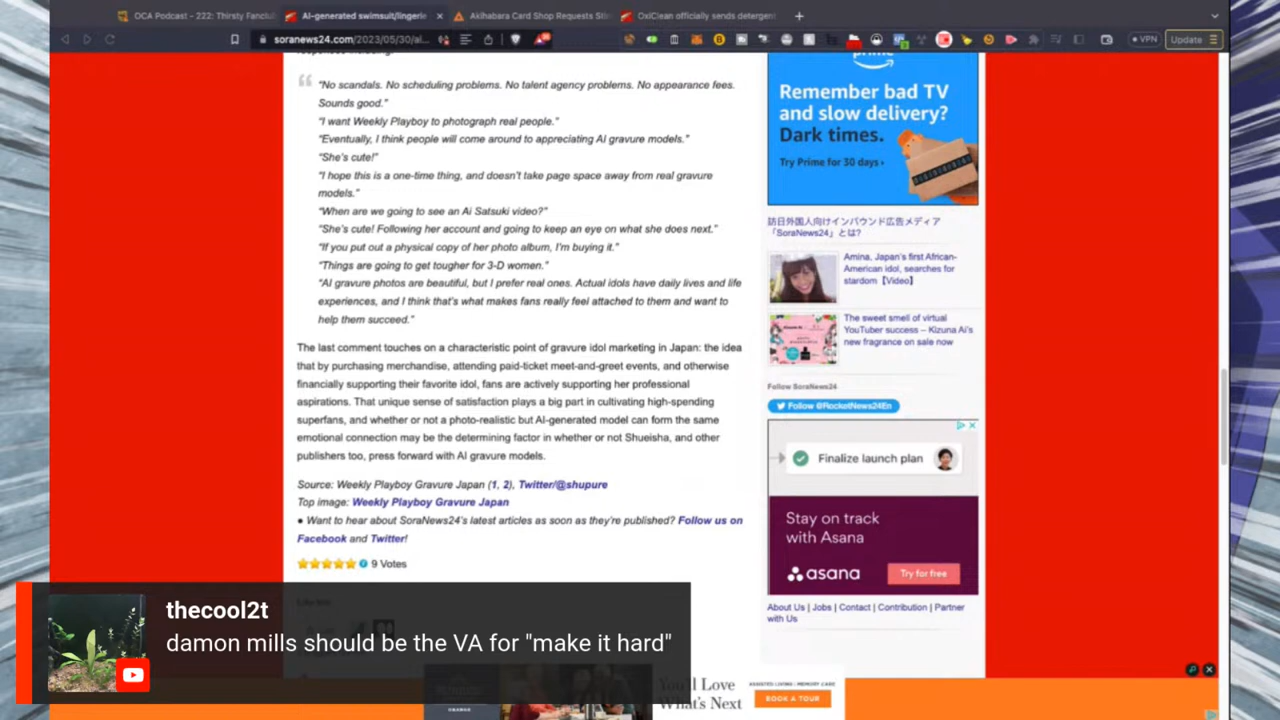 OCA Podcast - 222: Thirsty Fanclub
AI-generated swimsuit/lingerie
Akihabara Card Shop Requests Stin
OxiClean officially sends detergent
soranews24.com/2023/05/30/ai...
VPN
Update
"No scandals. No scheduling problems. No talent agency problems. No appearance fees.
Sounds good."
"I want Weekly Playboy to photograph real people."
"Eventually, I think people will come around to appreciating AI gravure models."
"She's cute!"
"I hope this is a one-time thing, and doesn't take page space away from real gravure
models."
"When are we going to see an Ai Satsuki video?"
"She's cute! Following her account and going to keep an eye on what she does next."
"If you put out a physical copy of her photo album, I'm buying it."
"Things are going to get tougher for 3-D women."
"AI gravure photos are beautiful, but I prefer real ones. Actual idols have daily lives and life
experiences, and I think that's what makes fans really feel attached to them and want to
help them succeed."
The last comment touches on a characteristic point of gravure idol marketing in Japan: the idea
that by purchasing merchandise, attending paid-ticket meet-and-greet events, and otherwise
financially supporting their favorite idol, fans are actively supporting her professional
aspirations. That unique sense of satisfaction plays a big part in cultivating high-spending
superfans, and whether or not a photo-realistic but AI-generated model can form the same
emotional connection may be the determining factor in whether or not Shueisha, and other
publishers too, press forward with AI gravure models.
Source: Weekly Playboy Gravure Japan (1, 2), Twitter/@shupure
Top image: Weekly Playboy Gravure Japan
● Want to hear about SoraNews24's latest articles as soon as they're published? Follow us on
Facebook and Twitter!
9 Votes
prime
Remember bad TV
and slow delivery?
Dark times.
Try Prime for 30 days ›
訪日外国人向けインバウンド広告メディア
「SoraNews24」とは?
Amina, Japan's first African-
American idol, searches for
stardom【Video】
The sweet smell of virtual
YouTuber success – Kizuna Ai's
new fragrance on sale now
Follow SoraNews24
Follow @RocketNews24En
Finalize launch plan
Stay on track
with Asana
asana
Try for free
About Us | Jobs | Contact | Contribution | Partner
with Us
thecool2t
damon mills should be the VA for "make it hard"
You'll Love
What's Next
ASSISTED LIVING • MEMORY CARE
BOOK A TOUR